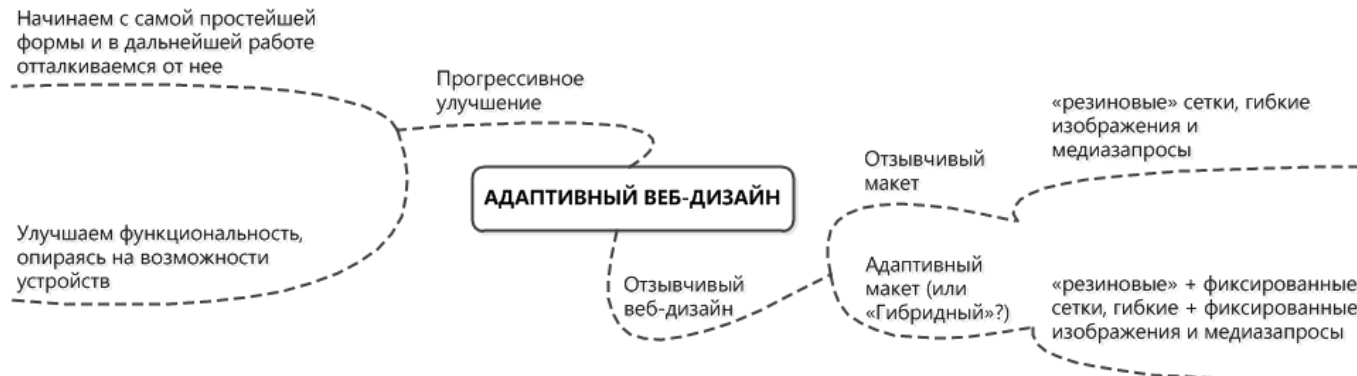 Начинаем с самой простейшей
формы и в дальнейшей работе
отталкиваемся от нее
Прогрессивное
улучшение
Улучшаем функциональность,
опираясь на возможности
устройств
АДАПТИВНЫЙ ВЕБ-ДИЗАЙН
Отзывчивый
веб-дизайн
Отзывчивый
макет
«резиновые» сетки, гибкие
изображения и
медиазапросы
Адаптивный
макет (или
«Гибридный»?)
«резиновые» + фиксированные
сетки, гибкие + фиксированные
изображения и медиазапросы